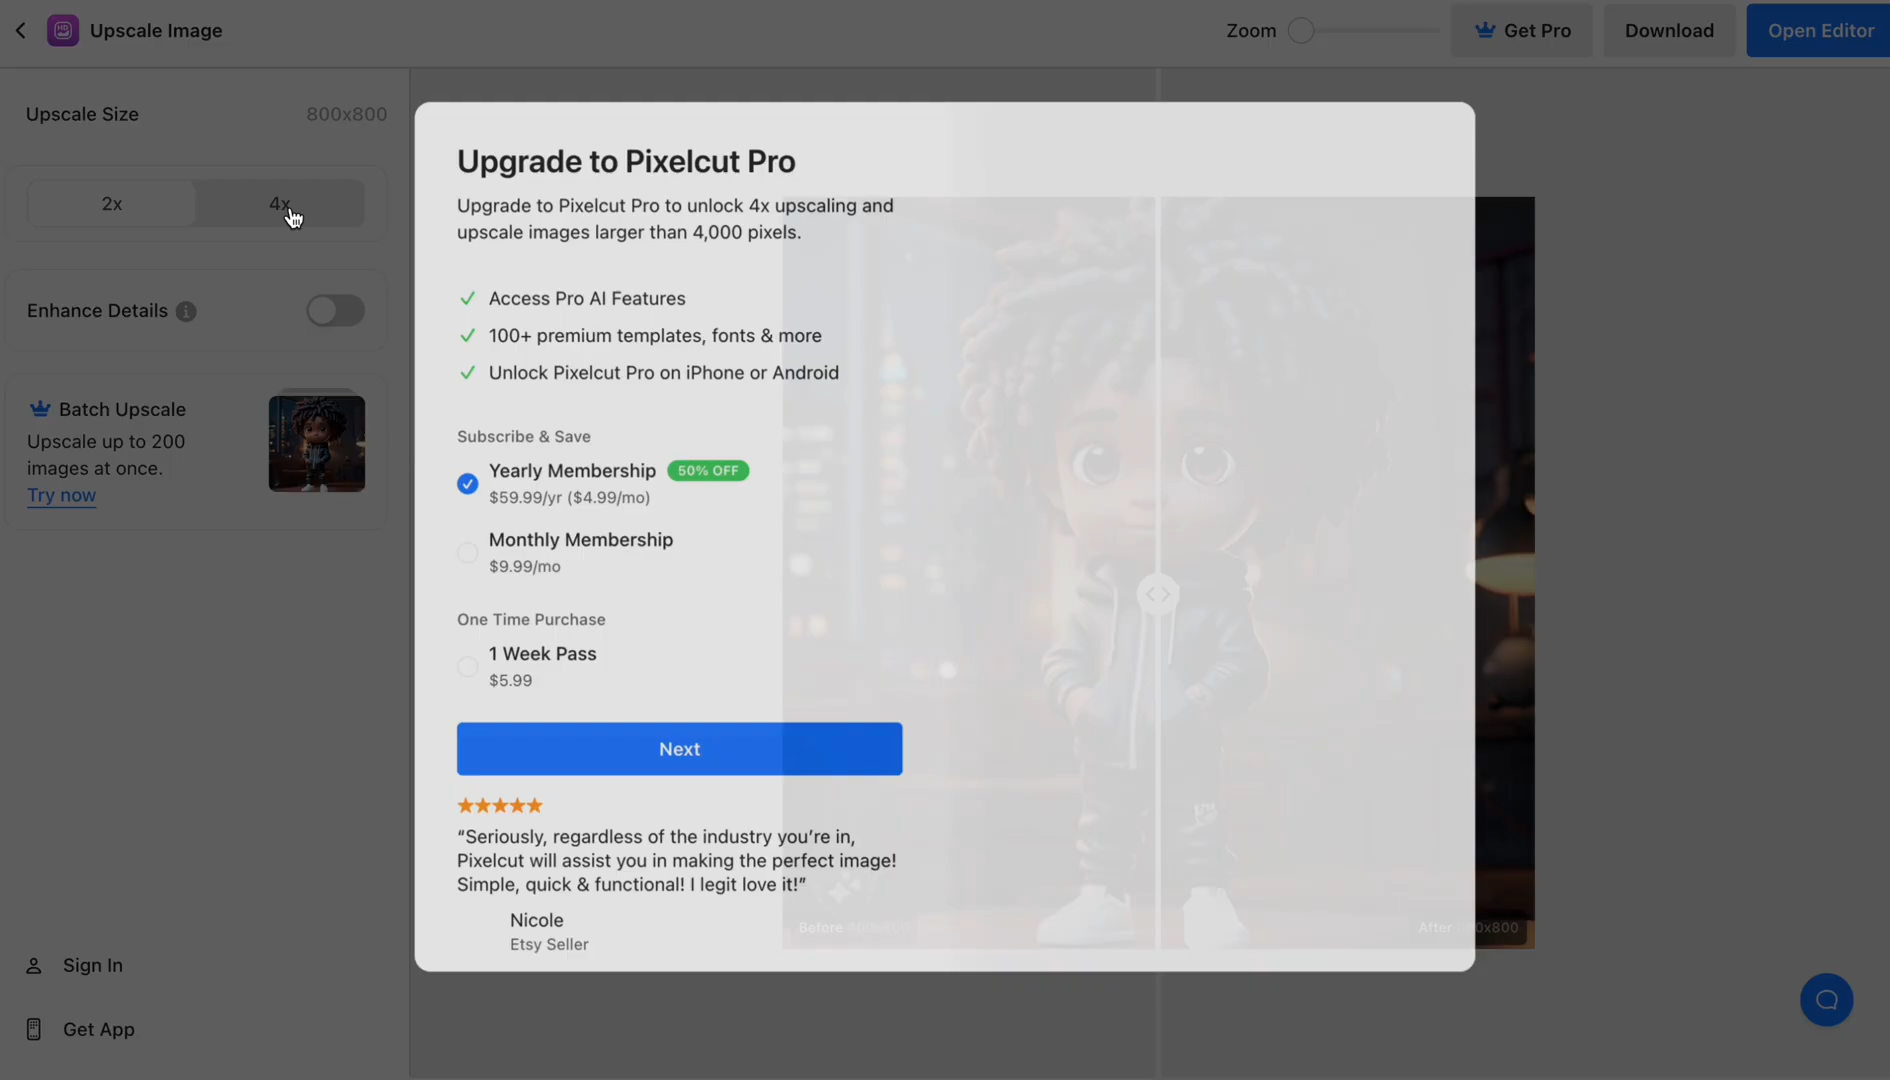 Upscale Image
Zoom
Get Pro
Download
Open Editor
Upscale Size
800x800
2x
4x
Enhance Details
Batch Upscale
Upscale up to 200
images at once.
Try now
Sign In
Get App
Upgrade to Pixelcut Pro
Upgrade to Pixelcut Pro to unlock 4x upscaling and
upscale images larger than 4,000 pixels.
Access Pro AI Features
100+ premium templates, fonts & more
Unlock Pixelcut Pro on iPhone or Android
Subscribe & Save
Yearly Membership 50% OFF
$59.99/yr ($4.99/mo)
Monthly Membership
$9.99/mo
One Time Purchase
1 Week Pass
$5.99
Next
“Seriously, regardless of the industry you’re in,
Pixelcut will assist you in making the perfect image!
Simple, quick & functional! I legit love it!”
Nicole
Etsy Seller
Before
After